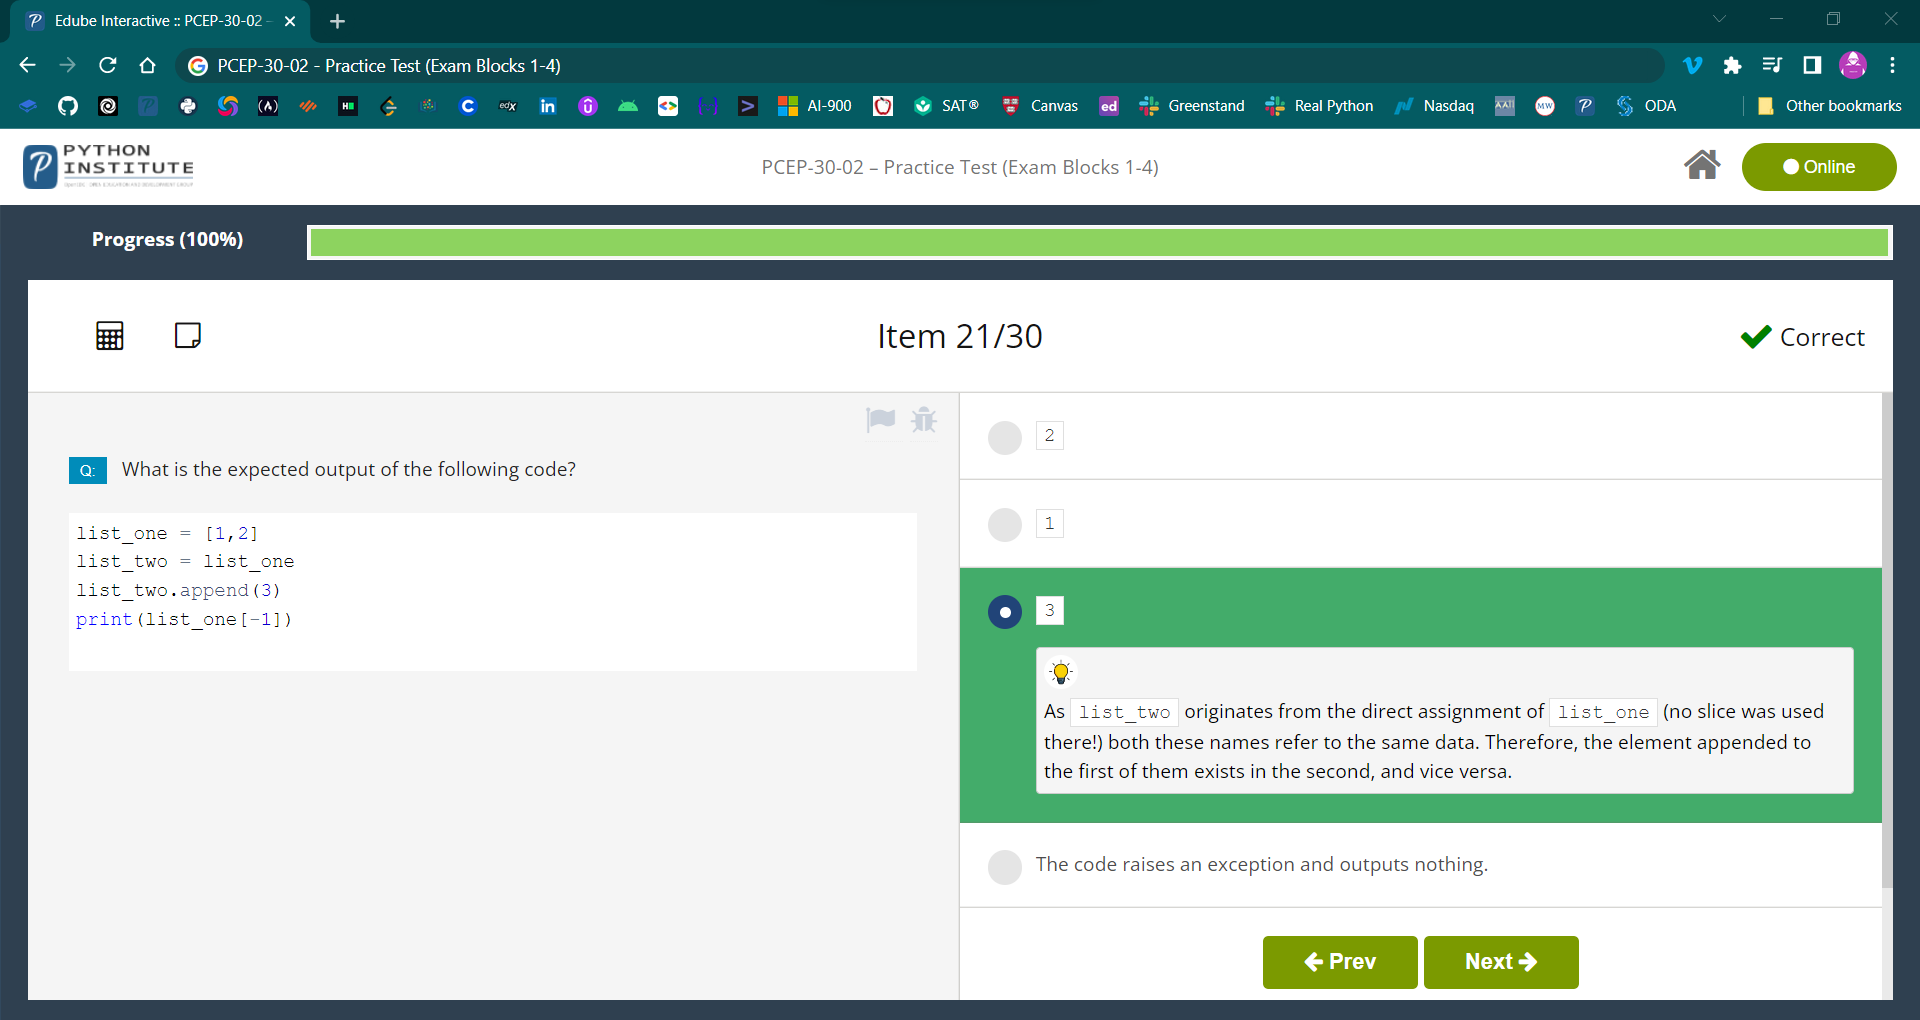 Edube Interactive :: PCEP-30-02 -
PCEP-30-02 - Practice Test (Exam Blocks 1-4)
AI-900
SAT®
Canvas
ed
Greenstand
Real Python
Nasdaq
MW
ODA
Other bookmarks
PYTHON
INSTITUTE
PCEP-30-02 – Practice Test (Exam Blocks 1-4)
Online
Progress (100%)
Item 21/30
Correct
Q: What is the expected output of the following code?
list_one = [1,2]
list_two = list_one
list_two.append(3)
print(list_one[-1])
2
1
3
As list_two originates from the direct assignment of list_one (no slice was used
there!) both these names refer to the same data. Therefore, the element appended to
the first of them exists in the second, and vice versa.
The code raises an exception and outputs nothing.
Prev
Next